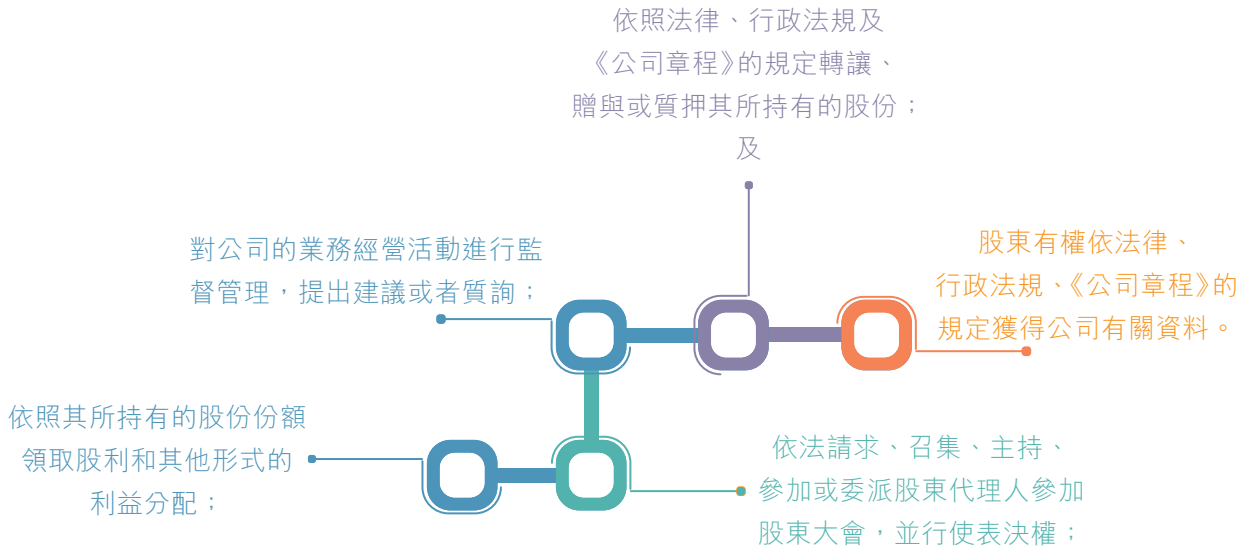 依照法律、行政法規及
《公司章程》的規定轉讓、
贈與或質押其所持有的股份；
及
對公司的業務經營活動進行監
督管理，提出建議或者質詢；
股東有權依法律、
行政法規、《公司章程》的
規定獲得公司有關資料。
依照其所持有的股份份額
領取股利和其他形式的
利益分配；
依法請求、召集、主持、
參加或委派股東代理人參加
股東大會，並行使表決權；